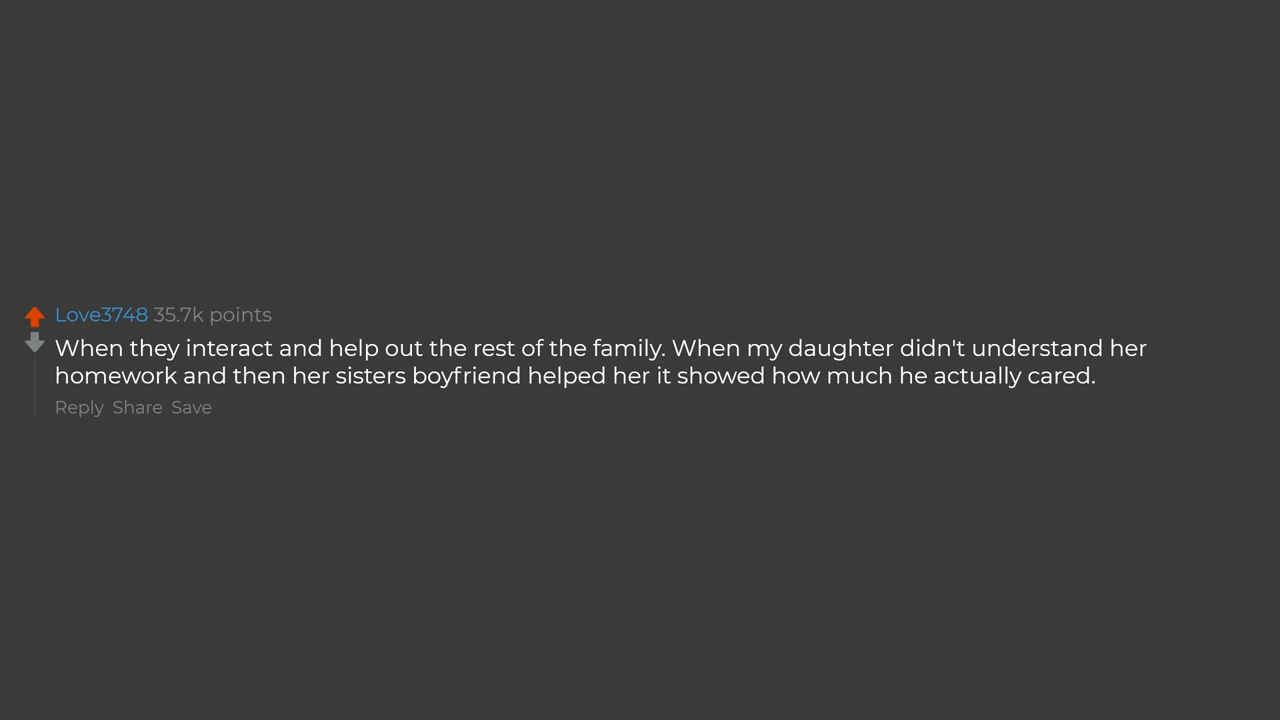 Love3748 35.7k points
When they interact and help out the rest of the family. When my daughter didn't understand her
homework and then her sisters boyfriend helped her it showed how much he actually cared.
Reply Share Save